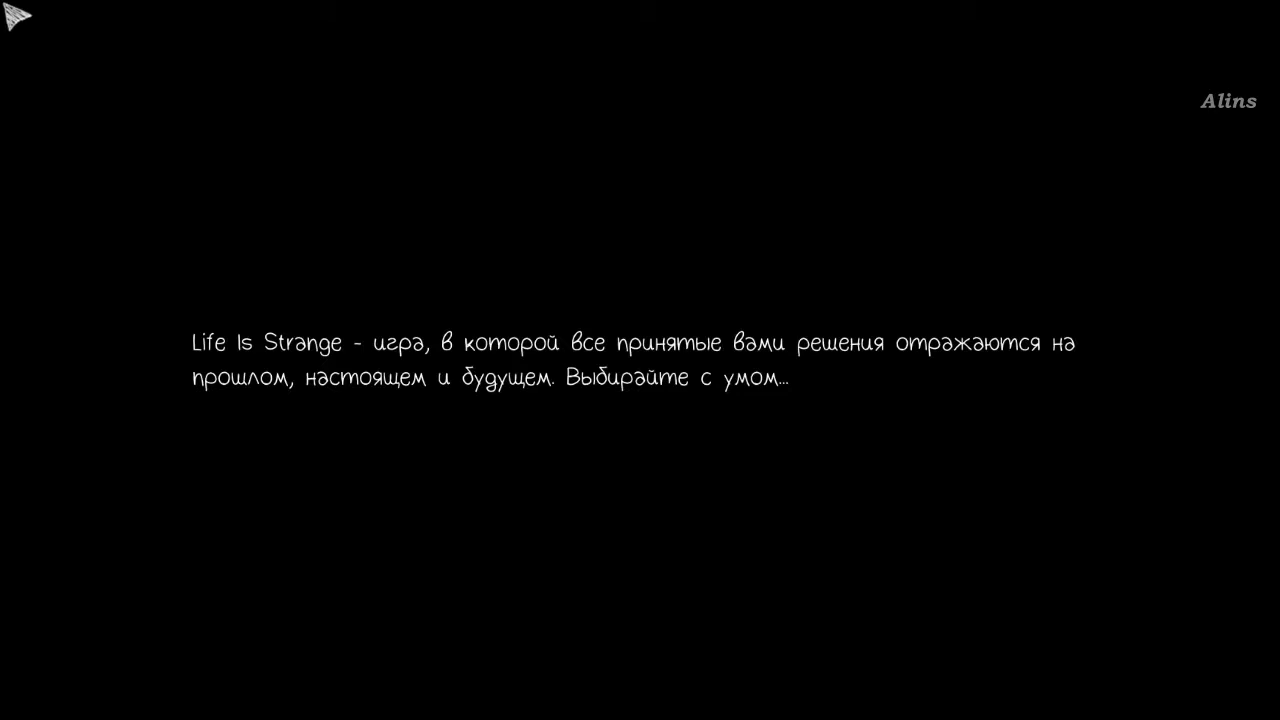 Alins
Life Is Strange - игра, в которой все принятые вами решения отражаются на
прошлом, настоящем и будущем. Выбирайте с умом...